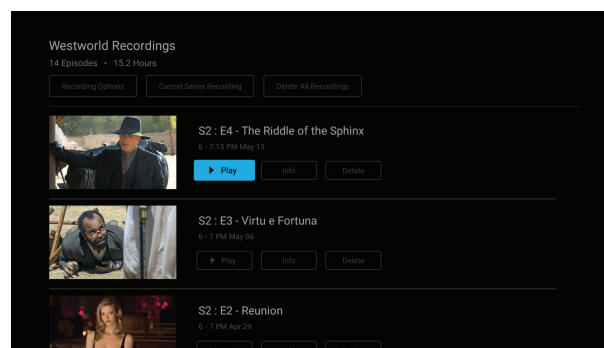 Westworld Recordings
14 Episodes • 15.2 Hours
Recording Options Cancel Series Recording Delete All Recordings
S2 : E4 - The Riddle of the Sphinx
6 - 7:15 PM May 13
Play Info Delete
S2 : E3 - Virtu e Fortuna
6 - 7 PM May 06
Play Info Delete
S2 : E2 - Reunion
6 - 7 PM Apr 29